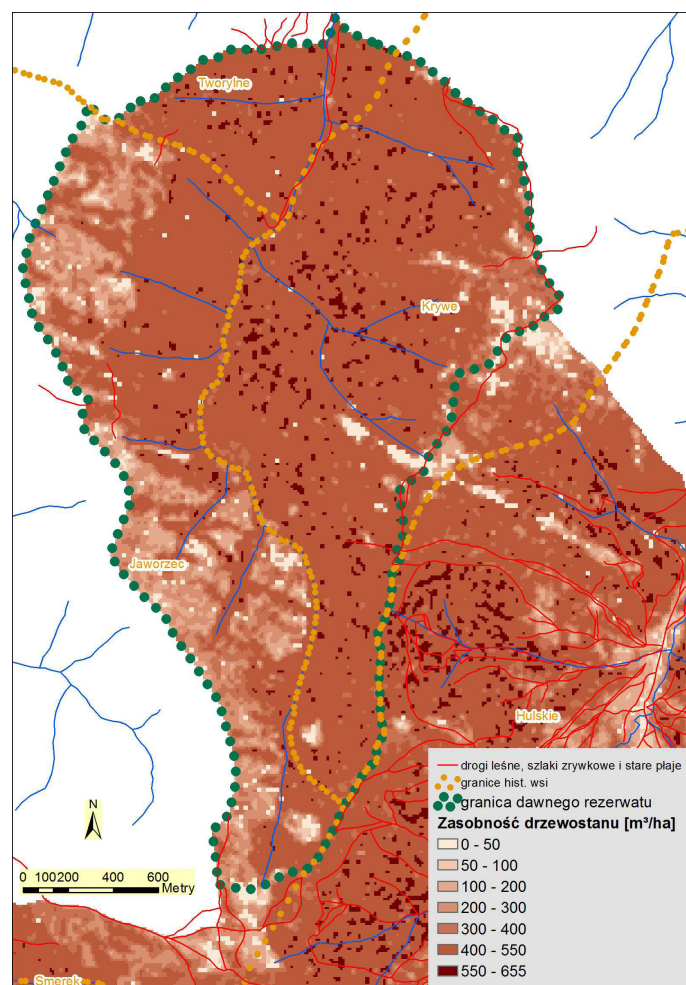 Tworylne
Krywe
Jaworzec
Hulskie
Smerek
N
0 100200 400 600
Metry
drogi leśne, szlaki zrywkowe i stare płaje
granice hist. wsi
granica dawnego rezerwatu
Zasobność drzewostanu [m³/ha]
0 - 50
50 - 100
100 - 200
200 - 300
300 - 400
400 - 550
550 - 655